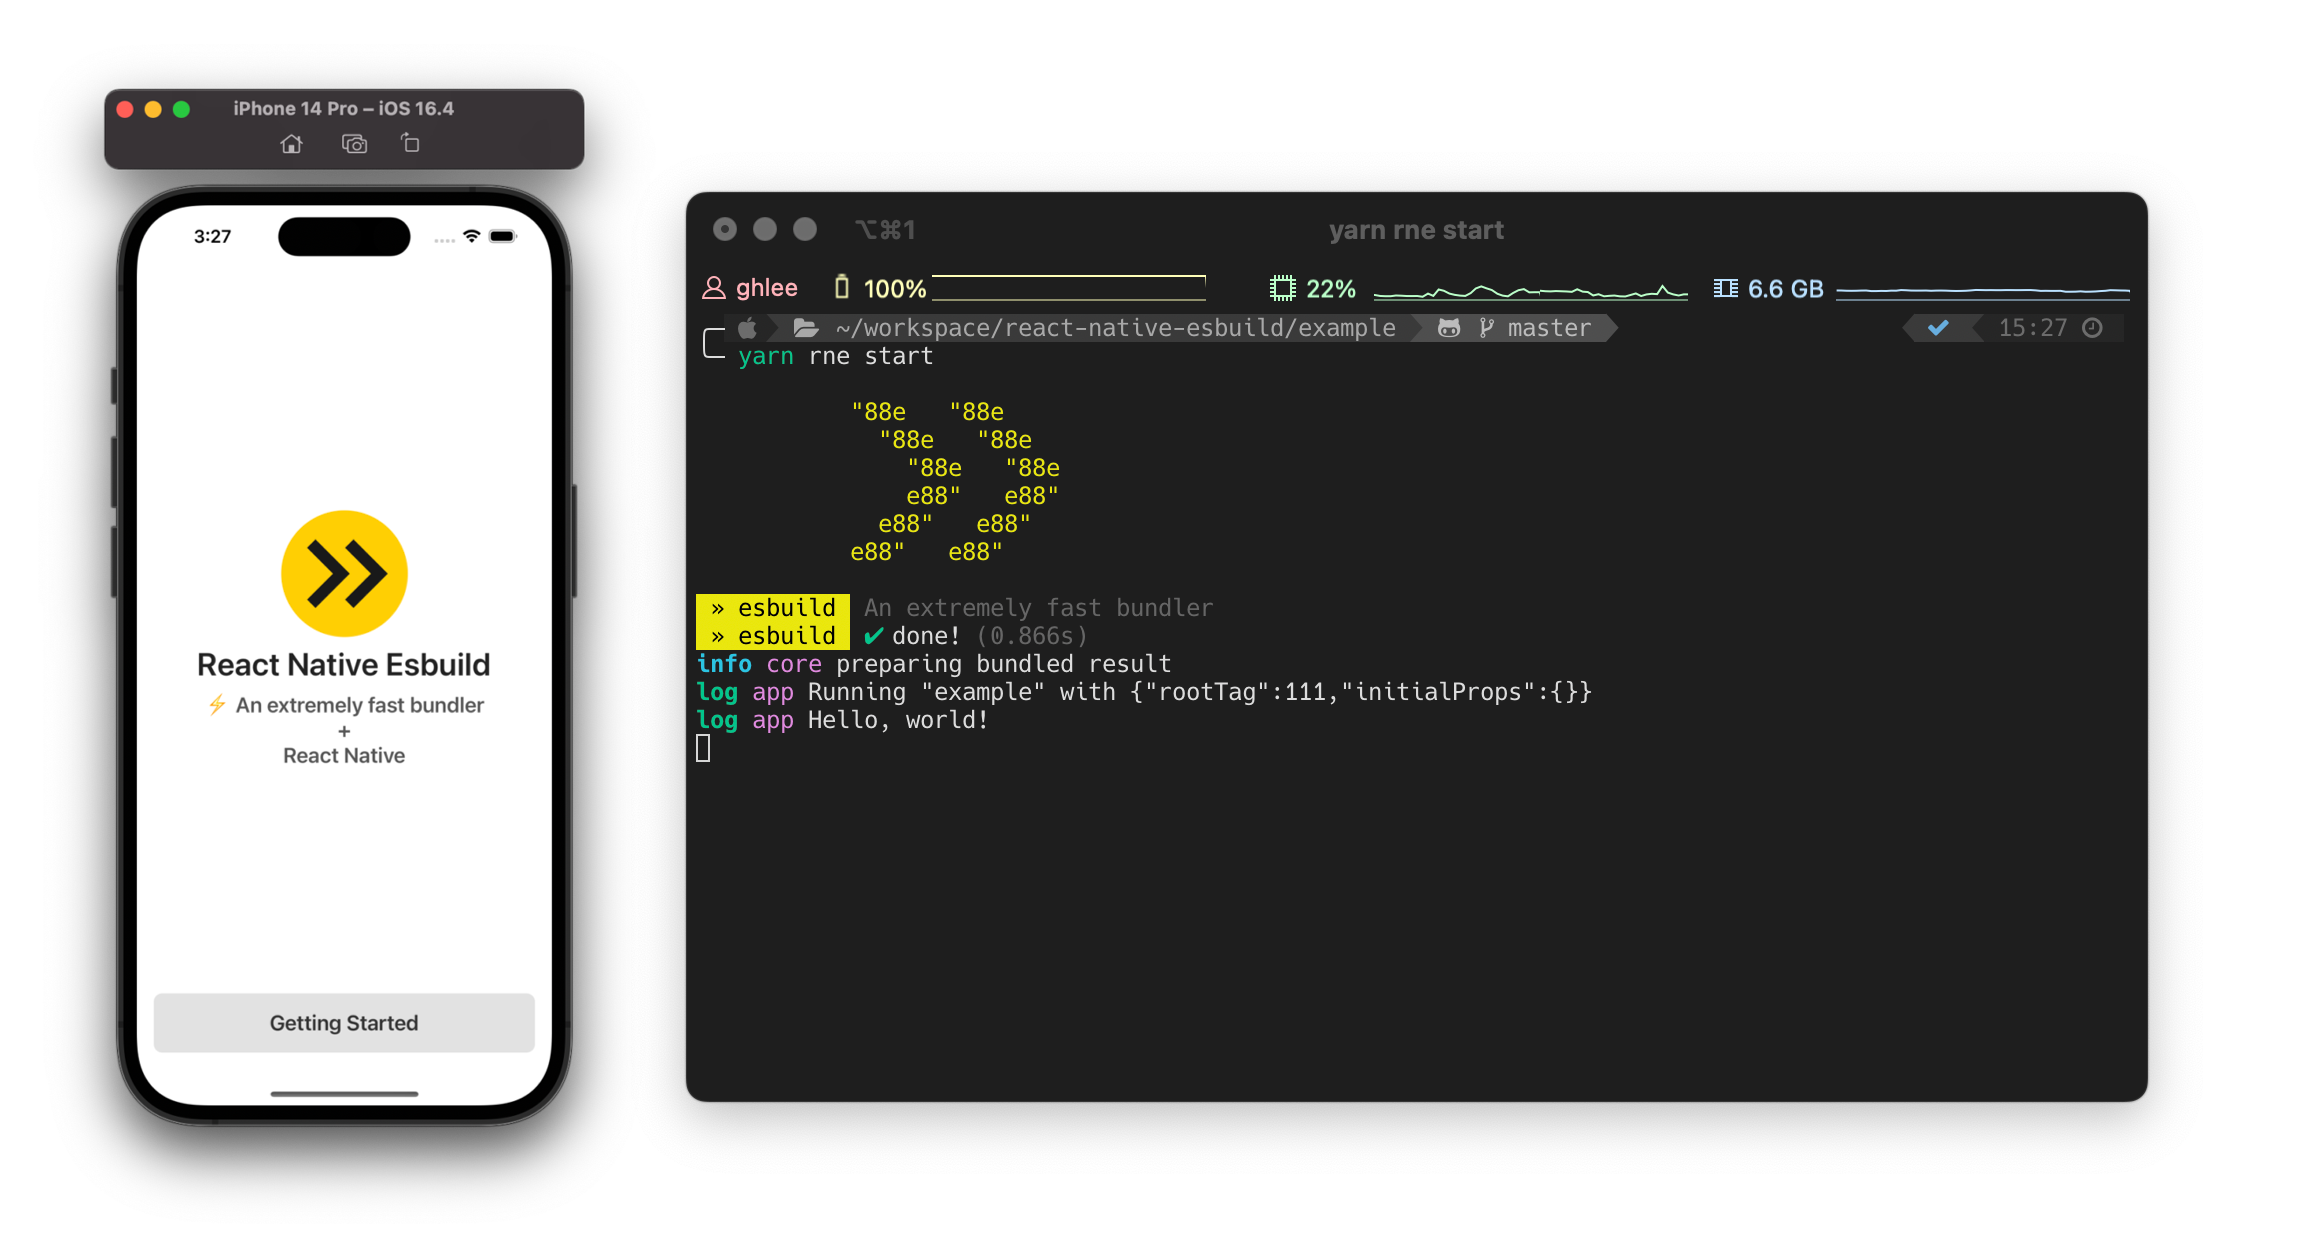 iPhone 14 Pro – iOS 16.4
3:27
React Native Esbuild
⚡ An extremely fast bundler
+
React Native
Getting Started
⌥⌘1 yarn rne start
ghlee 100% 22% 6.6 GB
~/workspace/react-native-esbuild/example master 15:27
yarn rne start
"88e "88e
"88e "88e
"88e "88e
e88" e88"
e88" e88"
e88" e88"
» esbuild An extremely fast bundler
» esbuild ✔ done! (0.866s)
info core preparing bundled result
log app Running "example" with {"rootTag":111,"initialProps":{}}
log app Hello, world!